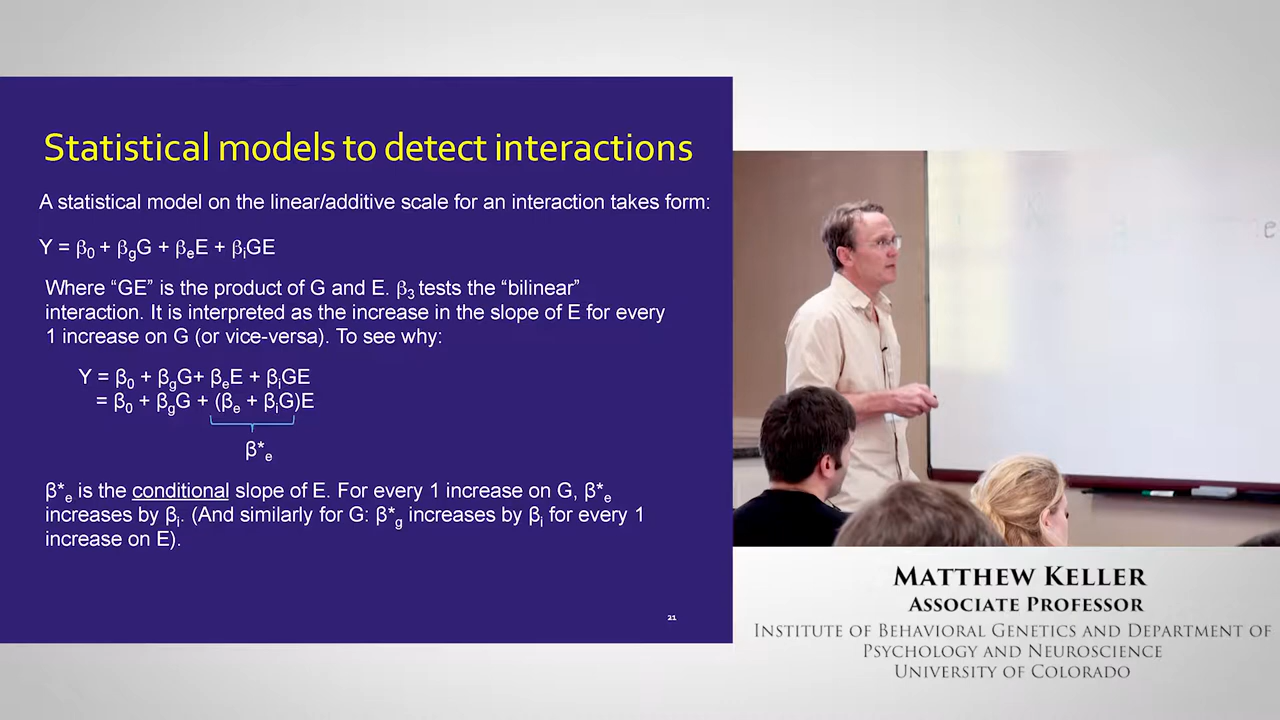 Statistical models to detect interactions
A statistical model on the linear/additive scale for an interaction takes form:
Y = β₀ + βgG + βₑE + βᵢGE
Where “GE” is the product of G and E. β₃ tests the “bilinear”
interaction. It is interpreted as the increase in the slope of E for every
1 increase on G (or vice-versa). To see why:
Y = β₀ + βgG+ βₑE + βᵢGE
= β₀ + βgG + (βₑ + βᵢG)E
β*ₑ
β*ₑ is the conditional slope of E. For every 1 increase on G, β*ₑ
increases by βᵢ. (And similarly for G: β*g increases by βᵢ for every 1
increase on E).
21
MATTHEW KELLER
ASSOCIATE PROFESSOR
INSTITUTE OF BEHAVIORAL GENETICS AND DEPARTMENT OF
PSYCHOLOGY AND NEUROSCIENCE
UNIVERSITY OF COLORADO